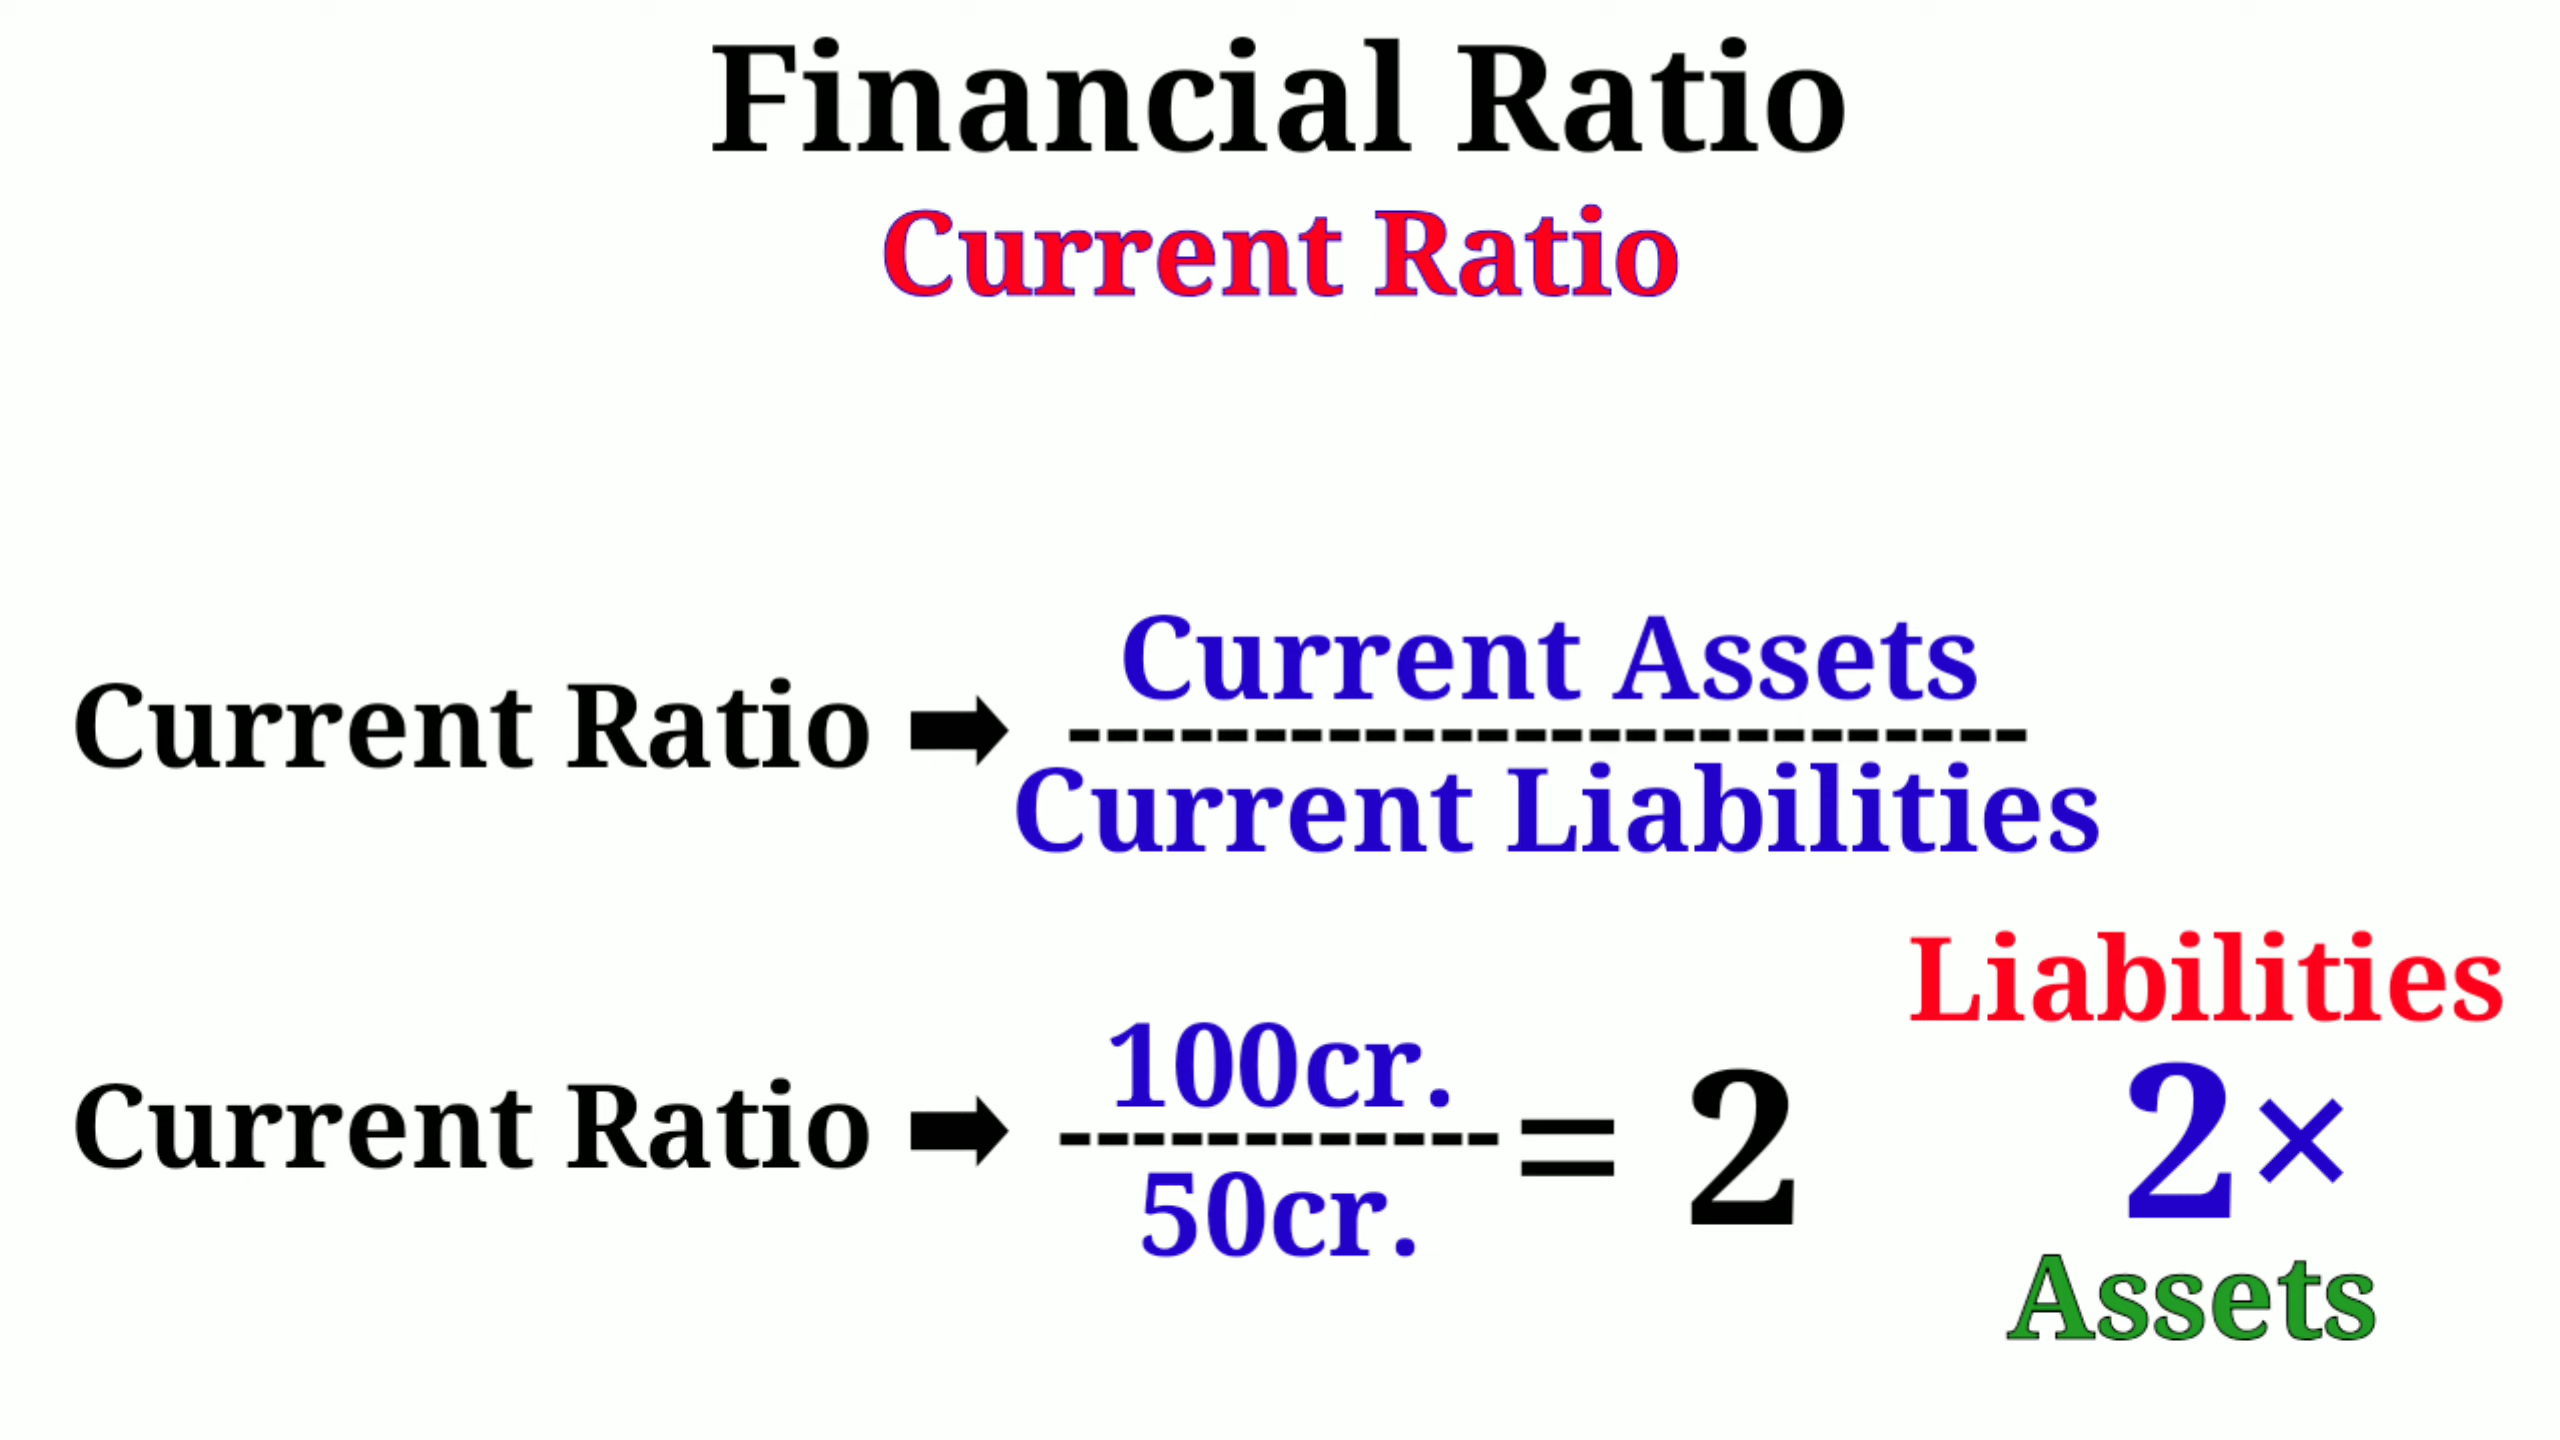 Financial Ratio
Current Ratio
Current Ratio ➡ Current Assets
--------------------------
Current Liabilities
Current Ratio ➡ 100cr.
------------
50cr.
= 2
Liabilities
2×
Assets